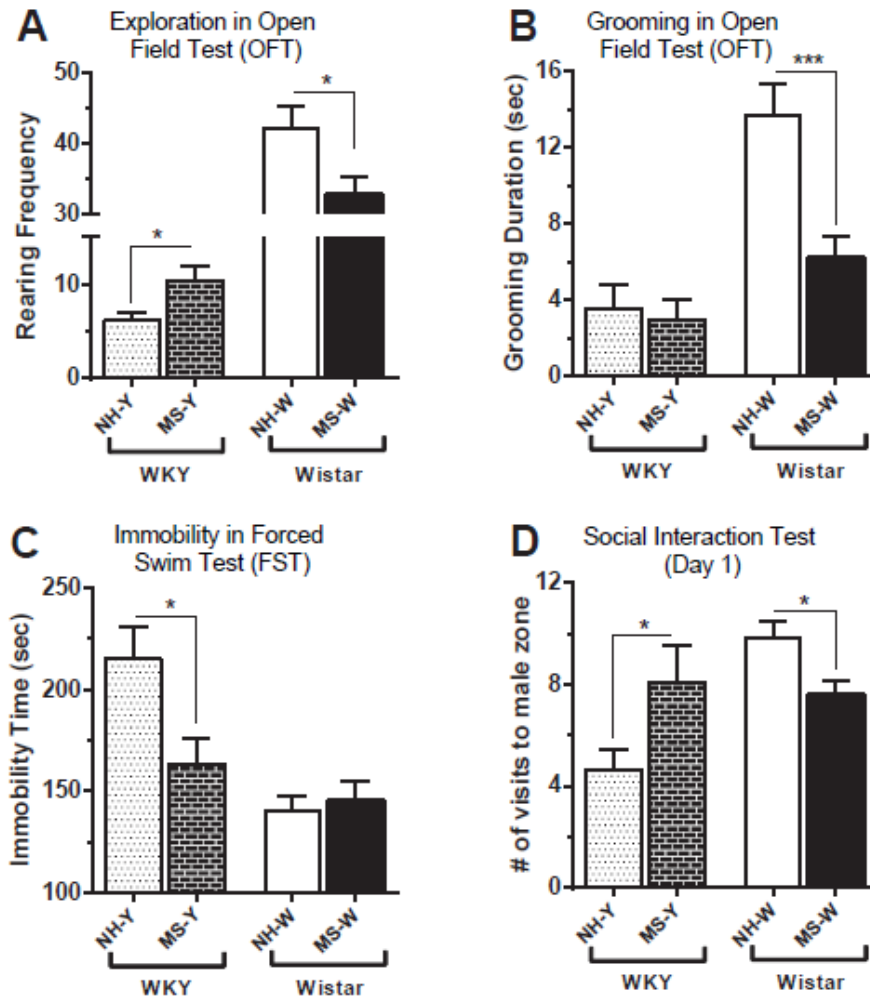 A
Exploration in Open
Field Test (OFT)
Rearing Frequency
50
40
30
10
0
*
*
NH-Y
MS-Y
NH-W
MS-W
WKY
Wistar
B
Grooming in Open
Field Test (OFT)
Grooming Duration (sec)
16
12
8
4
0
***
NH-Y
MS-Y
NH-W
MS-W
WKY
Wistar
C
Immobility in Forced
Swim Test (FST)
Immobility Time (sec)
250
200
150
100
*
NH-Y
MS-Y
NH-W
MS-W
WKY
Wistar
D
Social Interaction Test
(Day 1)
# of visits to male zone
12
8
4
0
*
*
NH-Y
MS-Y
NH-W
MS-W
WKY
Wistar